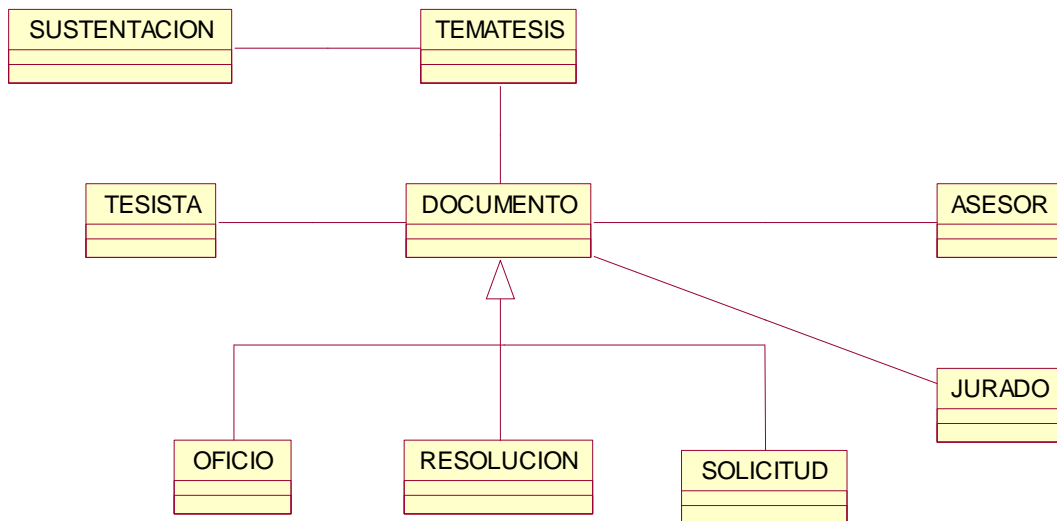 SUSTENTACION
TEMATESIS
TESISTA
DOCUMENTO
ASESOR
JURADO
OFICIO
RESOLUCION
SOLICITUD